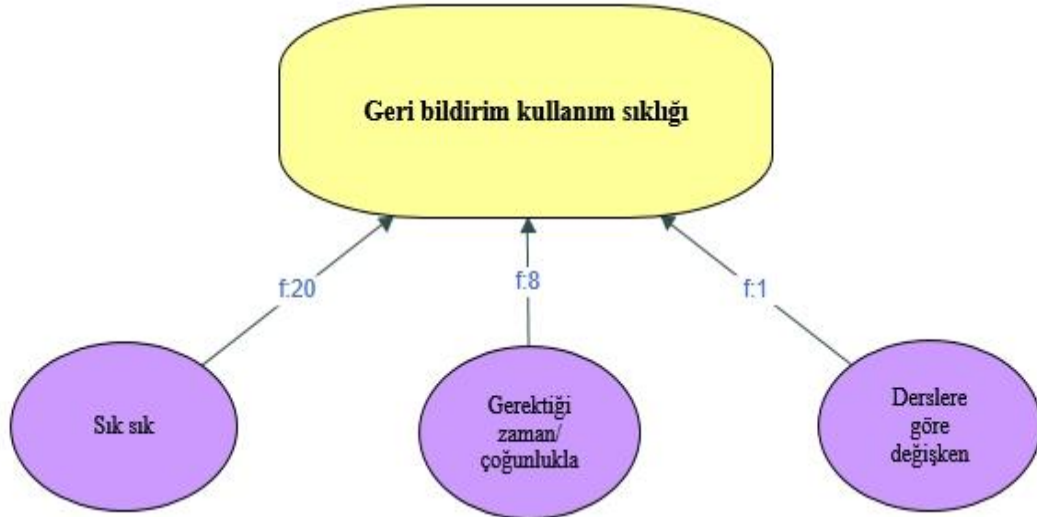 Geri bildirim kullanım sıklığı
f:20
f:8
f:1
Sık sık
Gerektiği
zaman/
çoğunlukla
Derslere
göre
değişken